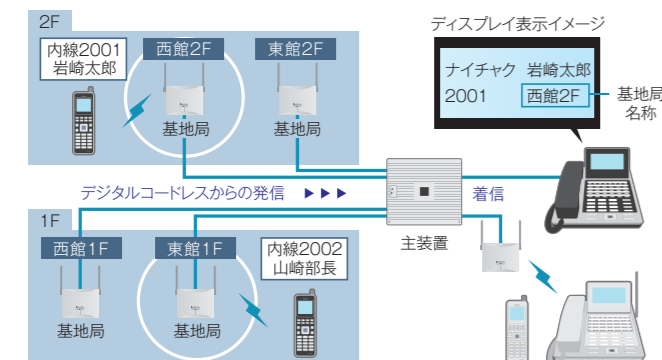 2F
内線2001
岩崎太郎
西館2F
東館2F
基地局
基地局
ディスプレイ表示イメージ
ナイチャク 岩崎太郎
2001 西館2F
基地局
名称
デジタルコードレスからの発信 ▶▶▶
着信
主装置
1F
西館1F
東館1F
内線2002
山崎部長
基地局
基地局